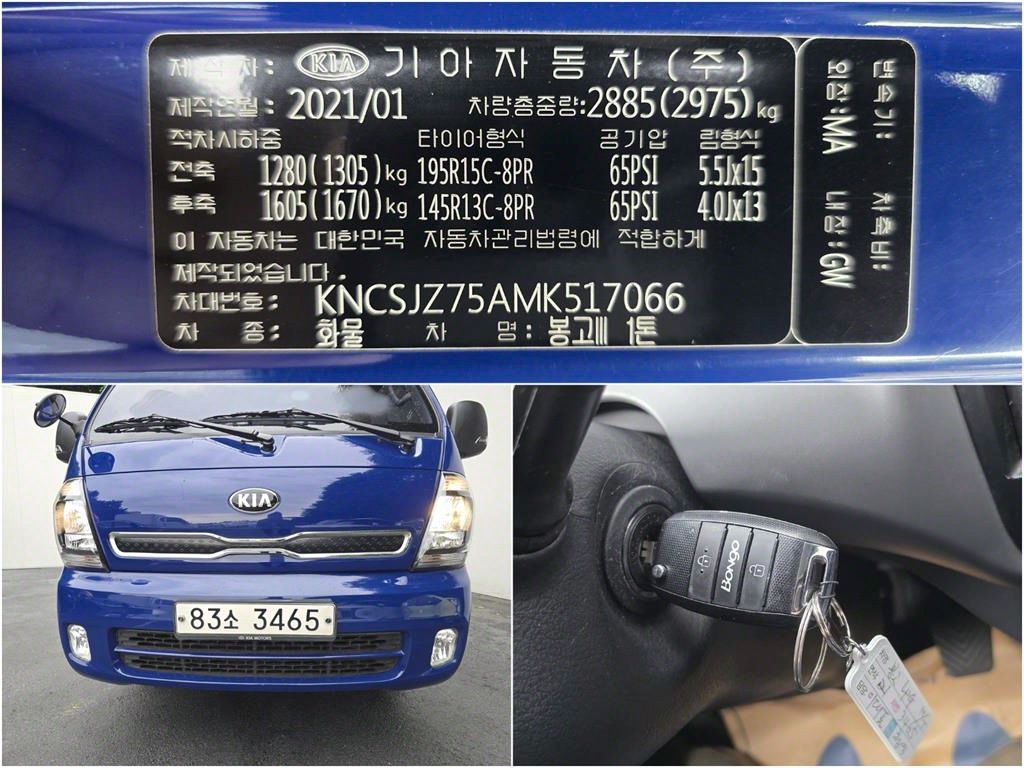 제작자: KIA 기아자동차(주)
제작연월: 2021/01 차량총중량:2885(2975)kg
적차시하중 타이어형식 공기압 림형식
전축 1280(1305)kg 195R15C-8PR 65PSI 5.5Jx15
후축 1605(1670)kg 145R13C-8PR 65PSI 4.0Jx13
이 자동차는 대한민국 자동차관리법령에 적합하게
제작되었습니다.
차대번호: KNCSJZ75AMK517066
차 종: 화물 차 명: 봉고Ⅲ 1톤
변속기: 차축비:
외장:MA 내장:GW
KIA
83소 3465
KIA MOTORS
Bongo